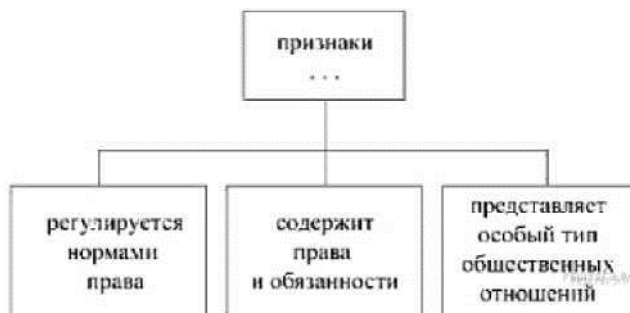 признаки
...
регулируется
нормами
права
содержит
права
и обязанности
представляет
особый тип
общественных
отношений